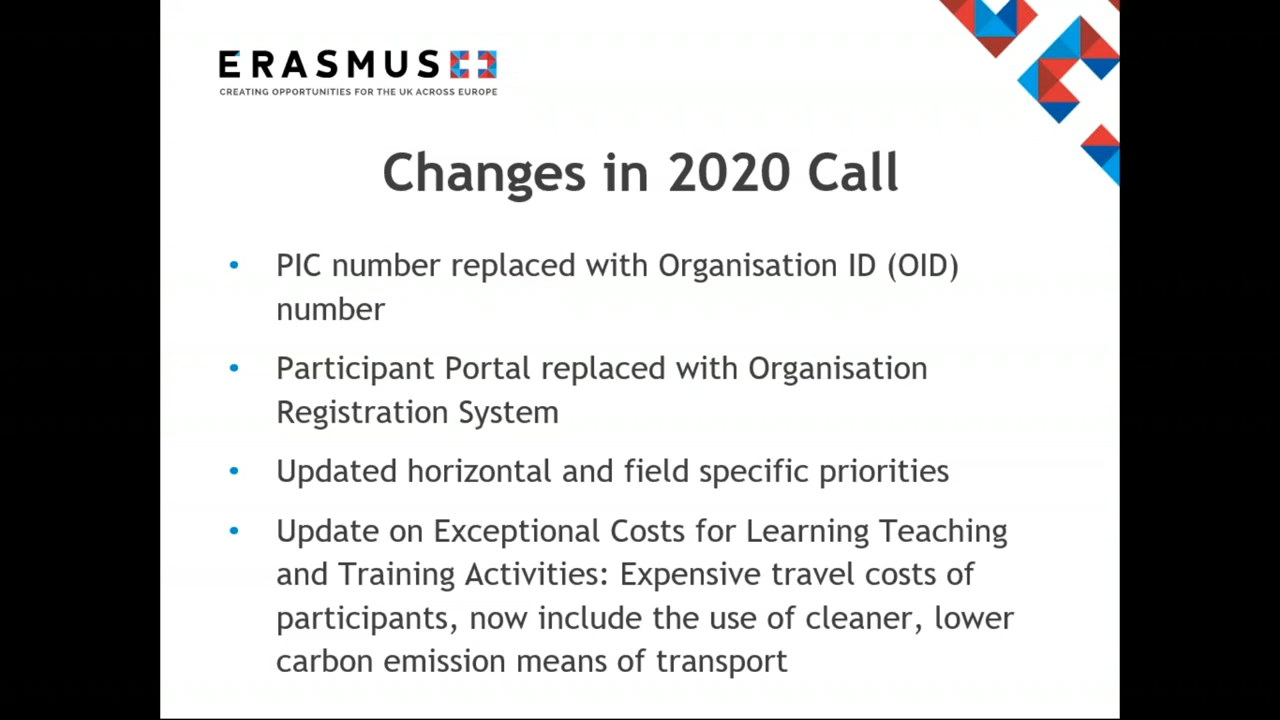 ERASMUS
CREATING OPPORTUNITIES FOR THE UK ACROSS EUROPE
Changes in 2020 Call
• PIC number replaced with Organisation ID (OID)
number
• Participant Portal replaced with Organisation
Registration System
• Updated horizontal and field specific priorities
• Update on Exceptional Costs for Learning Teaching
and Training Activities: Expensive travel costs of
participants, now include the use of cleaner, lower
carbon emission means of transport